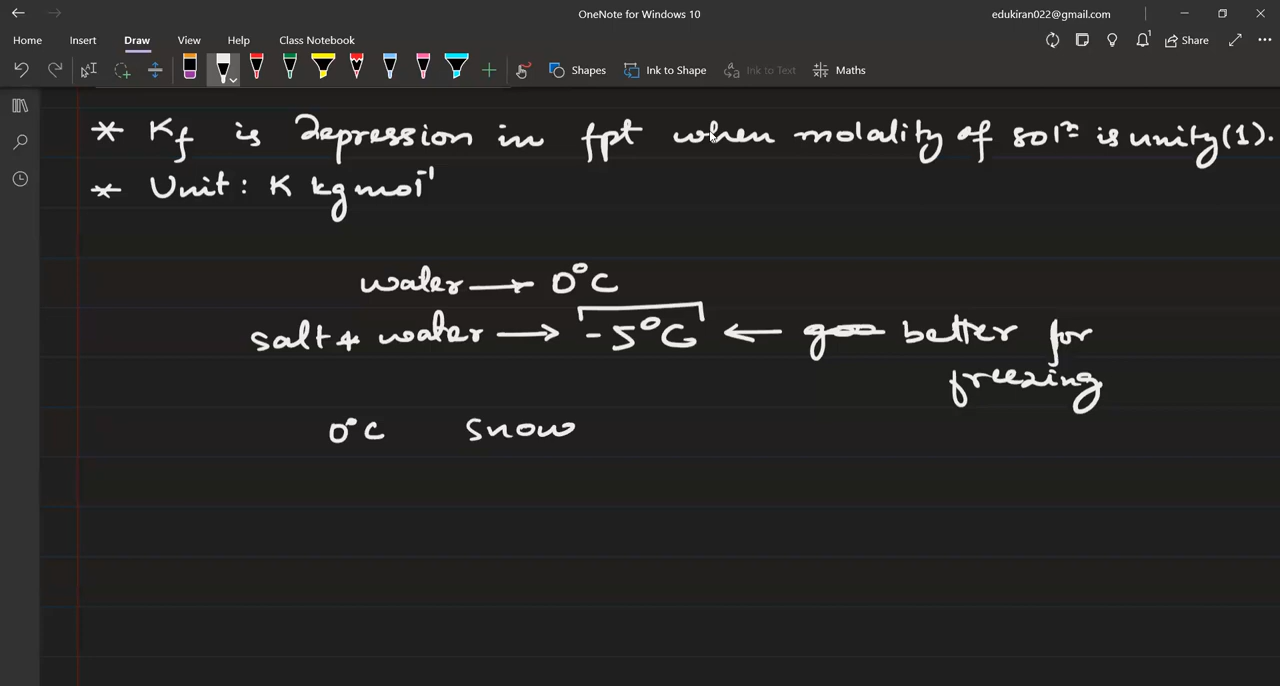 OneNote for Windows 10
edukiran022@gmail.com
Home Insert Draw View Help Class Notebook
Share
Shapes Ink to Shape Ink to Text Maths
* Kf is Depression in fpt when molality of solⁿ is unity (1).
* Unit: K kg mol⁻¹
water → 0°C
salt + water → -5°C ← better for
freezing
0°C snow